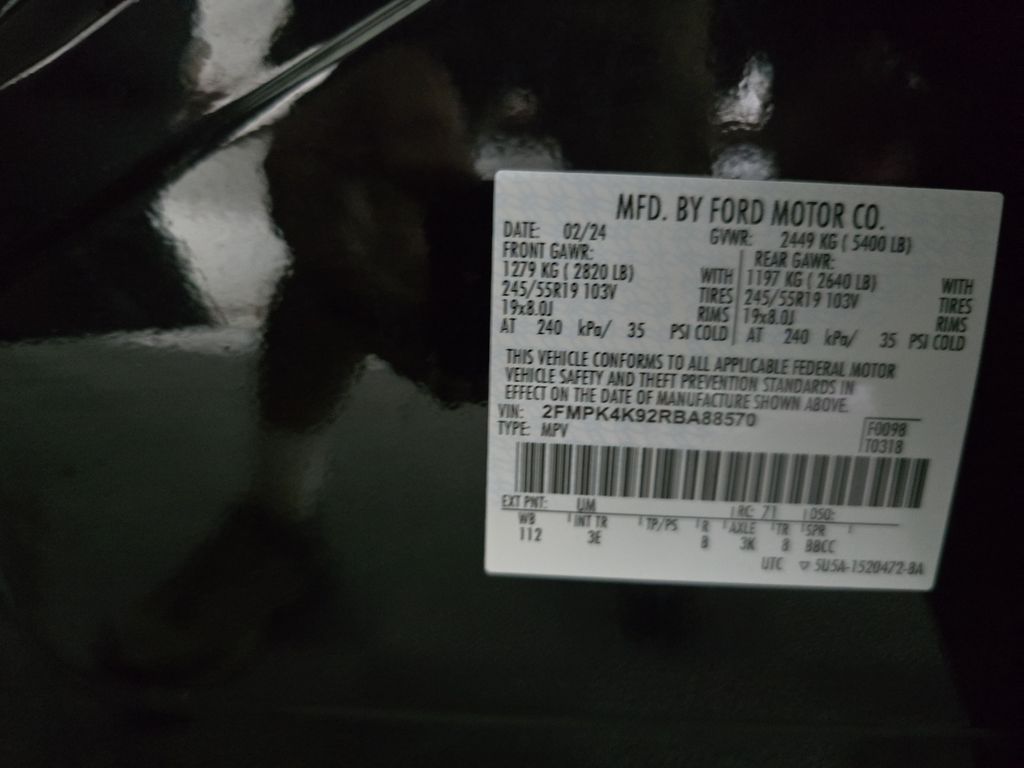 MFD. BY FORD MOTOR CO.
DATE: 02/24 GVWR: 2449 KG ( 5400 LB)
FRONT GAWR: REAR GAWR:
1279 KG ( 2820 LB) WITH 1197 KG ( 2640 LB) WITH
245/55R19 103V TIRES 245/55R19 103V TIRES
19x8.0J RIMS 19x8.0J RIMS
AT 240 kPa/ 35 PSI COLD AT 240 kPa/ 35 PSI COLD
THIS VEHICLE CONFORMS TO ALL APPLICABLE FEDERAL MOTOR
VEHICLE SAFETY AND THEFT PREVENTION STANDARDS IN
EFFECT ON THE DATE OF MANUFACTURE SHOWN ABOVE.
VIN: 2FMPK4K92RBA88570 F0098
TYPE: MPV T0318
EXT PNT: UM RC: 71 DSO:
WB INT TR TP/PS R AXLE TR SPR
112 3E B 3K 8 BBCC
UTC ▽ 5U5A-1520472-BA